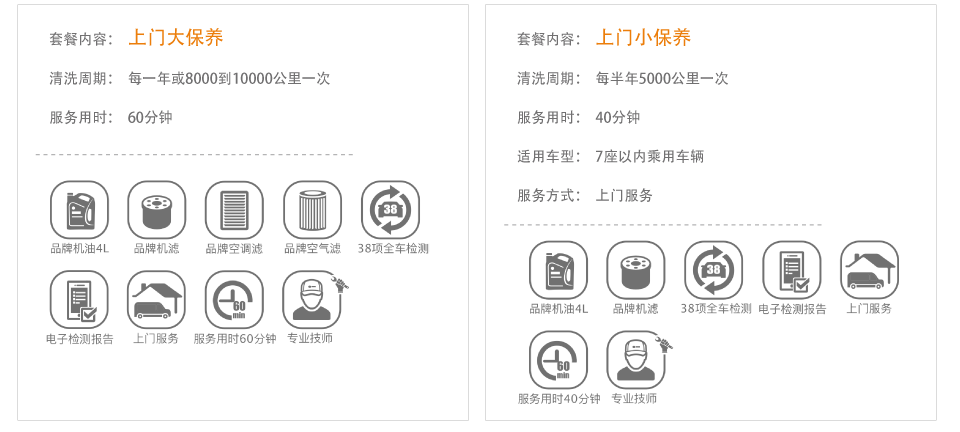 套餐内容： 上门大保养
清洗周期： 每一年或8000到10000公里一次
服务用时： 60分钟
38
品牌机油4L 品牌机滤 品牌空调滤 品牌空气滤 38项全车检测
60
min
电子检测报告 上门服务 服务用时60分钟 专业技师
套餐内容： 上门小保养
清洗周期： 每半年5000公里一次
服务用时： 40分钟
适用车型： 7座以内乘用车辆
服务方式： 上门服务
38
品牌机油4L 品牌机滤 38项全车检测 电子检测报告 上门服务
60
min
服务用时40分钟 专业技师